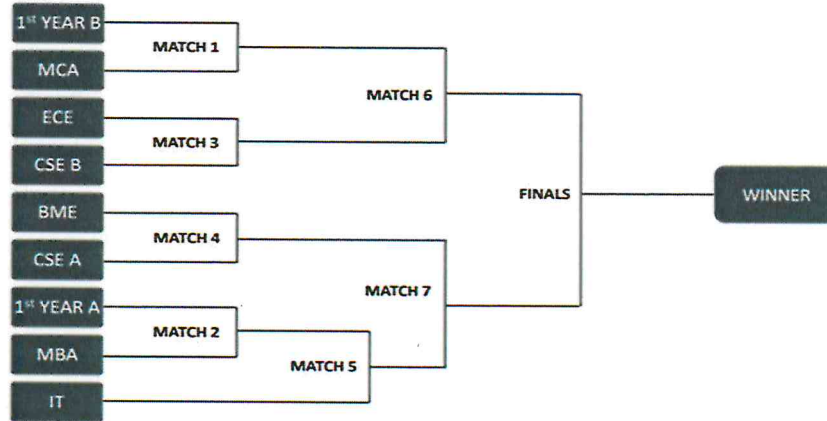 1st YEAR B
MATCH 1
MCA
MATCH 6
ECE
MATCH 3
CSE B
FINALS
WINNER
BME
MATCH 4
CSE A
MATCH 7
1st YEAR A
MATCH 2
MBA
MATCH 5
IT